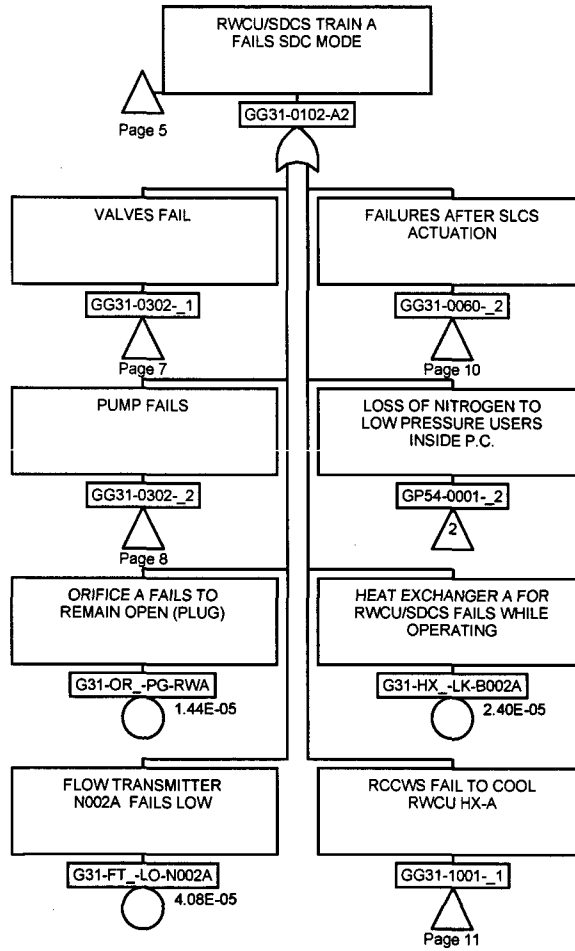 RWCU/SDCS TRAIN A
FAILS SDC MODE
Page 5
GG31-0102-A2
VALVES FAIL
GG31-0302-_1
Page 7
FAILURES AFTER SLCS
ACTUATION
GG31-0060-_2
Page 10
PUMP FAILS
GG31-0302-_2
Page 8
LOSS OF NITROGEN TO
LOW PRESSURE USERS
INSIDE P.C.
GP54-0001-_2
2
ORIFICE A FAILS TO
REMAIN OPEN (PLUG)
G31-OR_-PG-RWA
1.44E-05
HEAT EXCHANGER A FOR
RWCU/SDCS FAILS WHILE
OPERATING
G31-HX_-LK-B002A
2.40E-05
FLOW TRANSMITTER
N002A FAILS LOW
G31-FT_-LO-N002A
4.08E-05
RCCWS FAIL TO COOL
RWCU HX-A
GG31-1001-_1
Page 11